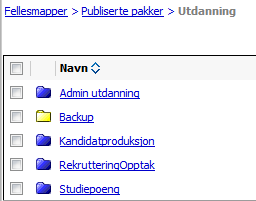 Fellesmapper > Publiserte pakker > Utdanning
Navn
Admin utdanning
Backup
Kandidatproduksjon
RekrutteringOpptak
Studiepoeng